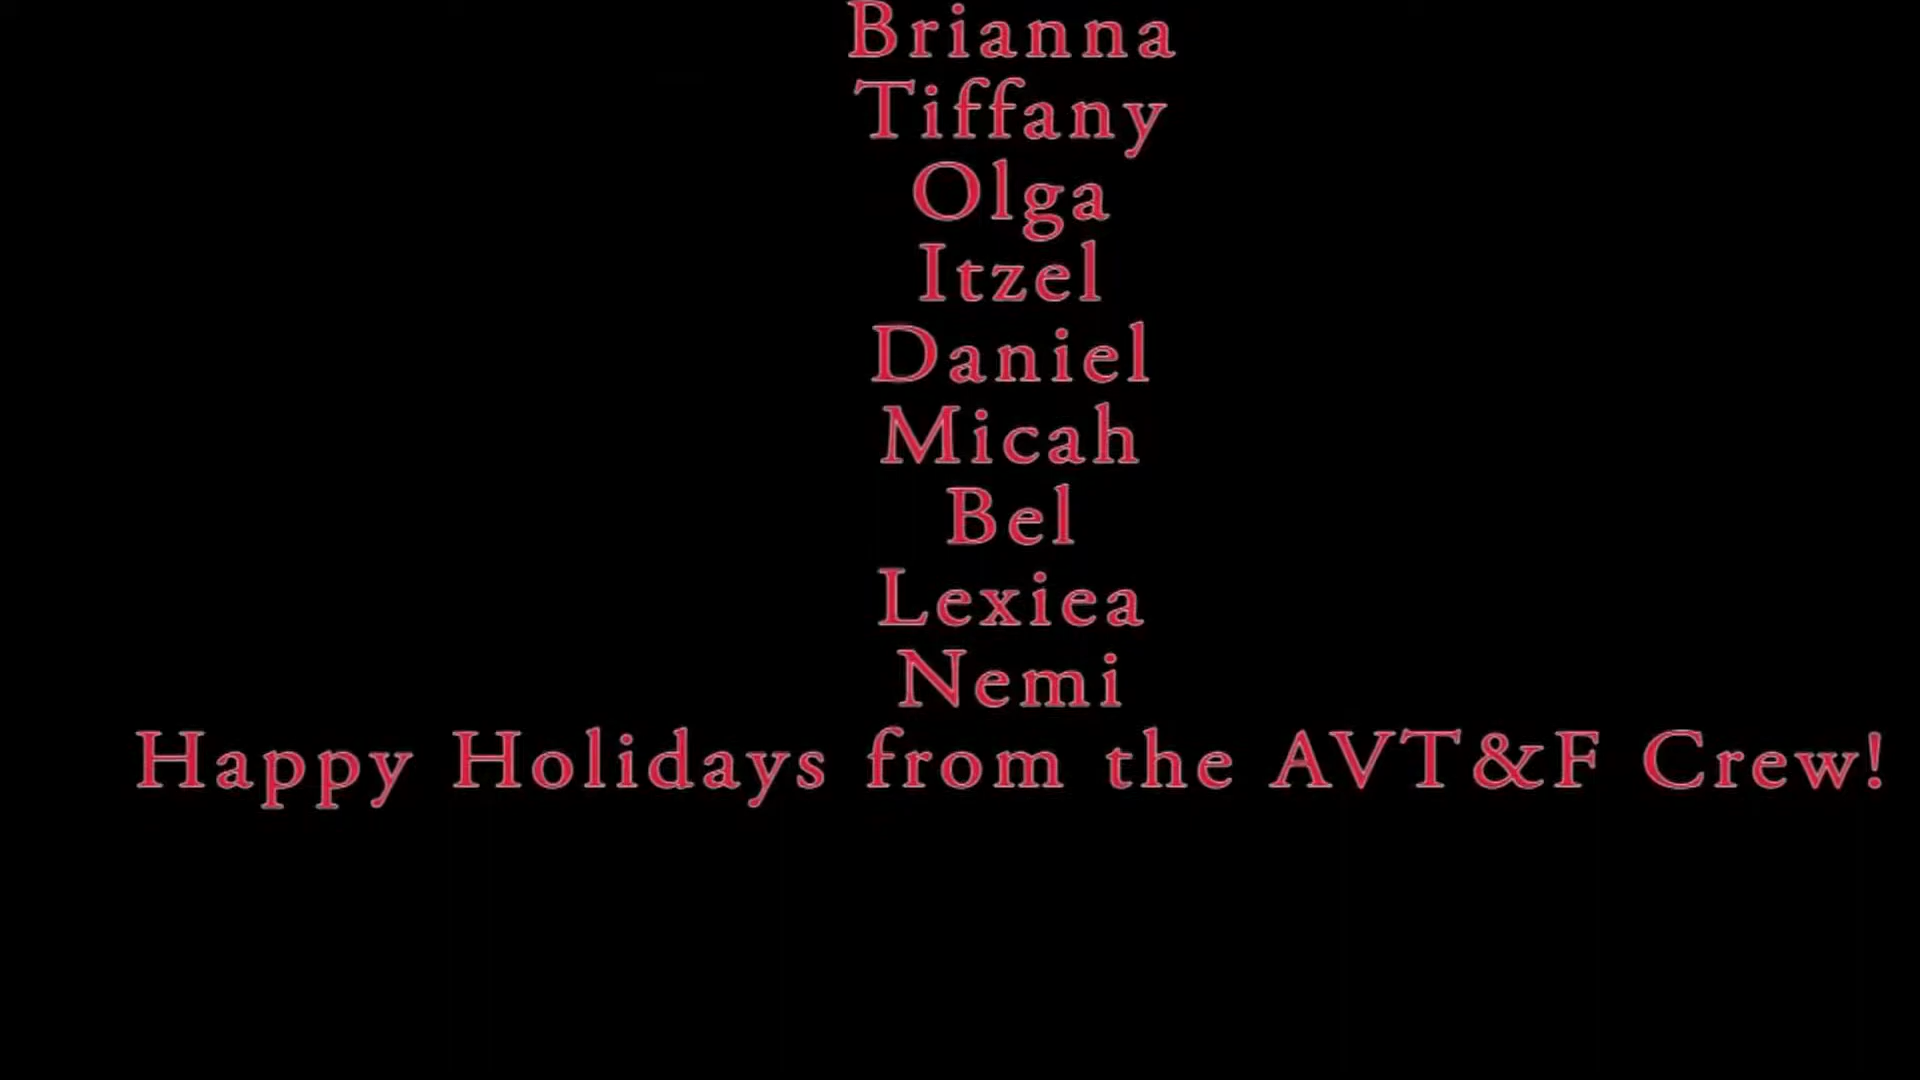 Brianna
Tiffany
Olga
Itzel
Daniel
Micah
Bel
Lexiea
Nemi
Happy Holidays from the AVT&F Crew!